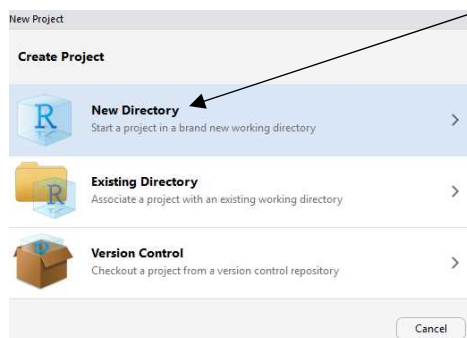 New Project
Create Project
R
New Directory
Start a project in a brand new working directory
R
Existing Directory
Associate a project with an existing working directory
R
Version Control
Checkout a project from a version control repository
Cancel